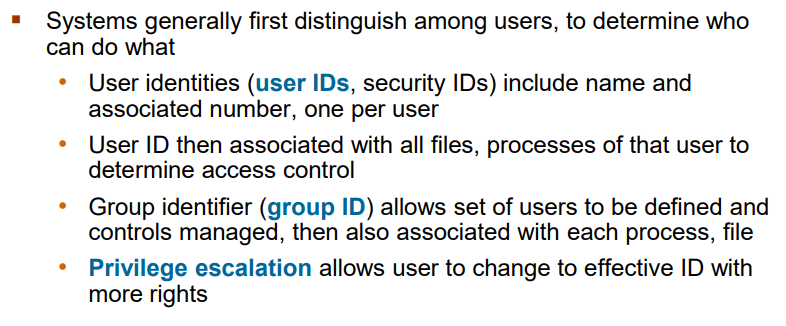 ▪ Systems generally first distinguish among users, to determine who
can do what
• User identities (user IDs, security IDs) include name and
associated number, one per user
• User ID then associated with all files, processes of that user to
determine access control
• Group identifier (group ID) allows set of users to be defined and
controls managed, then also associated with each process, file
• Privilege escalation allows user to change to effective ID with
more rights